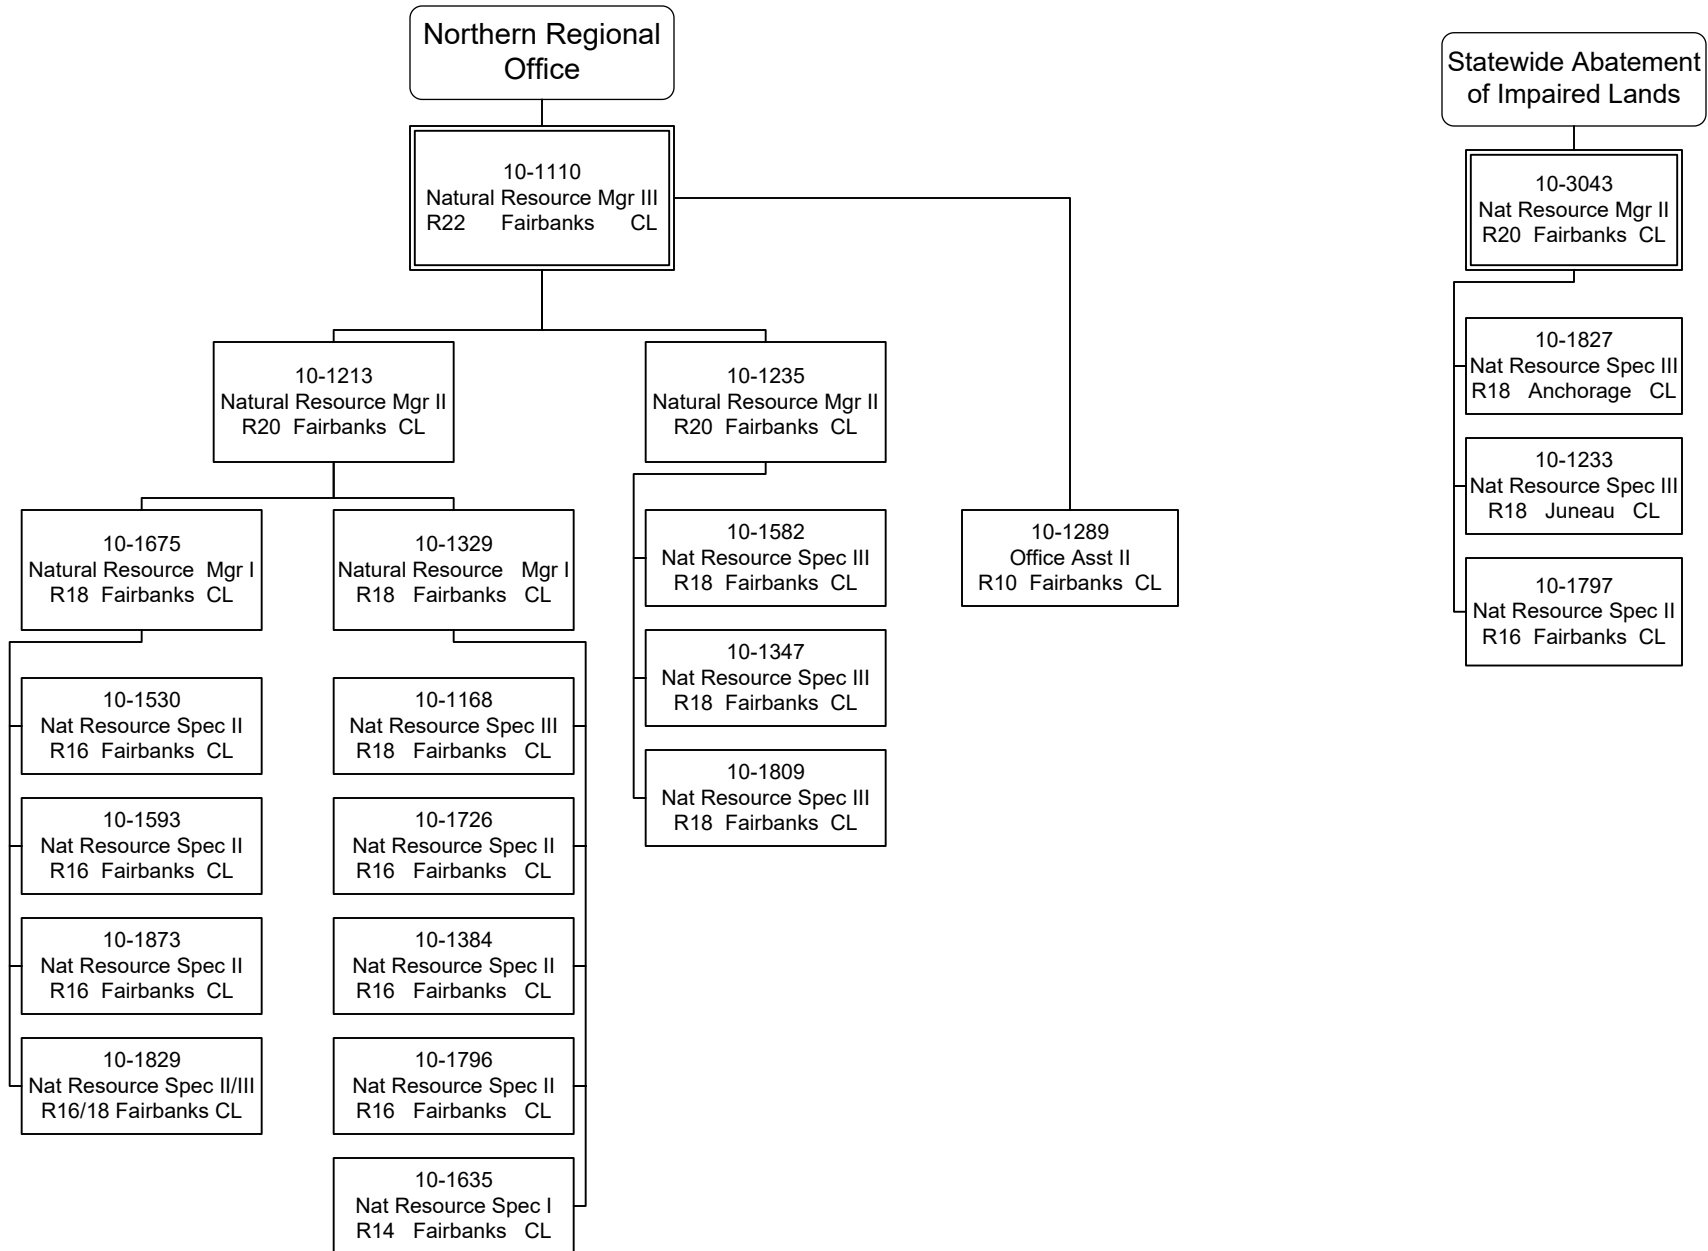 Northern Regional
Office
10-1110
Natural Resource Mgr III
R22 Fairbanks CL
10-1213
Natural Resource Mgr II
R20 Fairbanks CL
10-1675
Natural Resource Mgr I
R18 Fairbanks CL
10-1530
Nat Resource Spec II
R16 Fairbanks CL
10-1593
Nat Resource Spec II
R16 Fairbanks CL
10-1873
Nat Resource Spec II
R16 Fairbanks CL
10-1829
Nat Resource Spec II/III
R16/18 Fairbanks CL
10-1329
Natural Resource Mgr I
R18 Fairbanks CL
10-1168
Nat Resource Spec III
R18 Fairbanks CL
10-1726
Nat Resource Spec II
R16 Fairbanks CL
10-1384
Nat Resource Spec II
R16 Fairbanks CL
10-1796
Nat Resource Spec II
R16 Fairbanks CL
10-1635
Nat Resource Spec I
R14 Fairbanks CL
10-1235
Natural Resource Mgr II
R20 Fairbanks CL
10-1582
Nat Resource Spec III
R18 Fairbanks CL
10-1347
Nat Resource Spec III
R18 Fairbanks CL
10-1809
Nat Resource Spec III
R18 Fairbanks CL
10-1289
Office Asst II
R10 Fairbanks CL
Statewide Abatement
of Impaired Lands
10-3043
Nat Resource Mgr II
R20 Fairbanks CL
10-1827
Nat Resource Spec III
R18 Anchorage CL
10-1233
Nat Resource Spec III
R18 Juneau CL
10-1797
Nat Resource Spec II
R16 Fairbanks CL